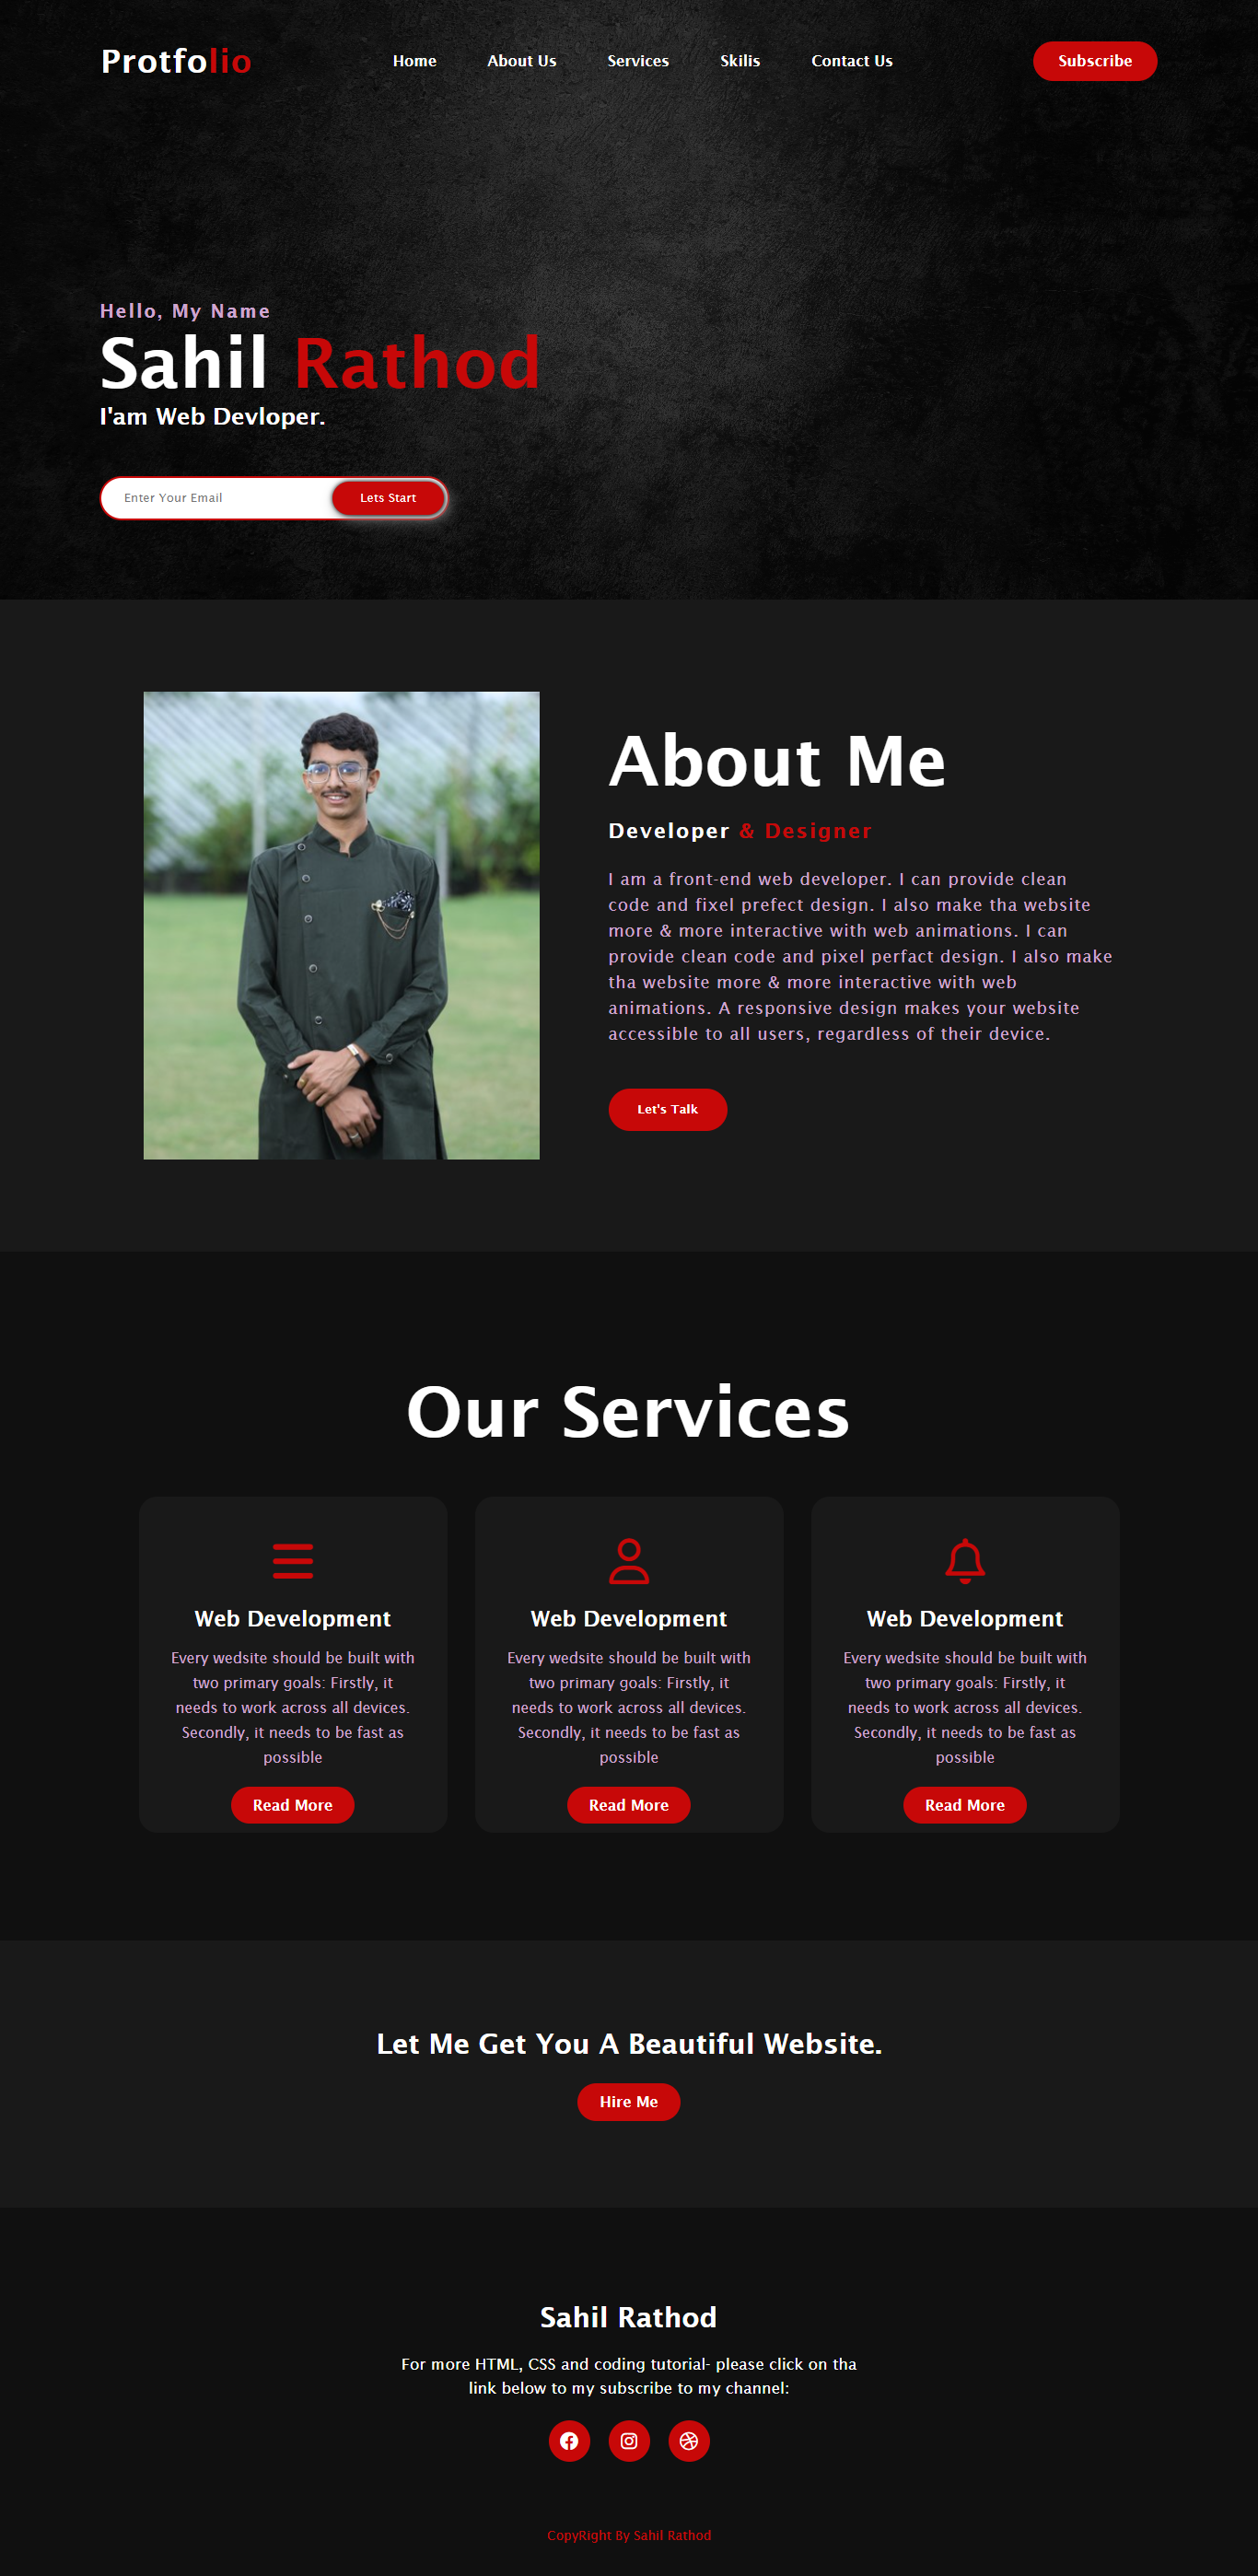 Protfolio
Home About Us Services Skilis Contact Us Subscribe
Hello, My Name
Sahil Rathod
I'am Web Devloper.
Enter Your Email Lets Start
About Me
Developer & Designer
I am a front-end web developer. I can provide clean
code and fixel prefect design. I also make tha website
more & more interactive with web animations. I can
provide clean code and pixel perfact design. I also make
tha website more & more interactive with web
animations. A responsive design makes your website
accessible to all users, regardless of their device.
Let's Talk
Our Services
Web Development
Every wedsite should be built with
two primary goals: Firstly, it
needs to work across all devices.
Secondly, it needs to be fast as
possible
Read More
Web Development
Every wedsite should be built with
two primary goals: Firstly, it
needs to work across all devices.
Secondly, it needs to be fast as
possible
Read More
Web Development
Every wedsite should be built with
two primary goals: Firstly, it
needs to work across all devices.
Secondly, it needs to be fast as
possible
Read More
Let Me Get You A Beautiful Website.
Hire Me
Sahil Rathod
For more HTML, CSS and coding tutorial- please click on tha
link below to my subscribe to my channel:
CopyRight By Sahil Rathod